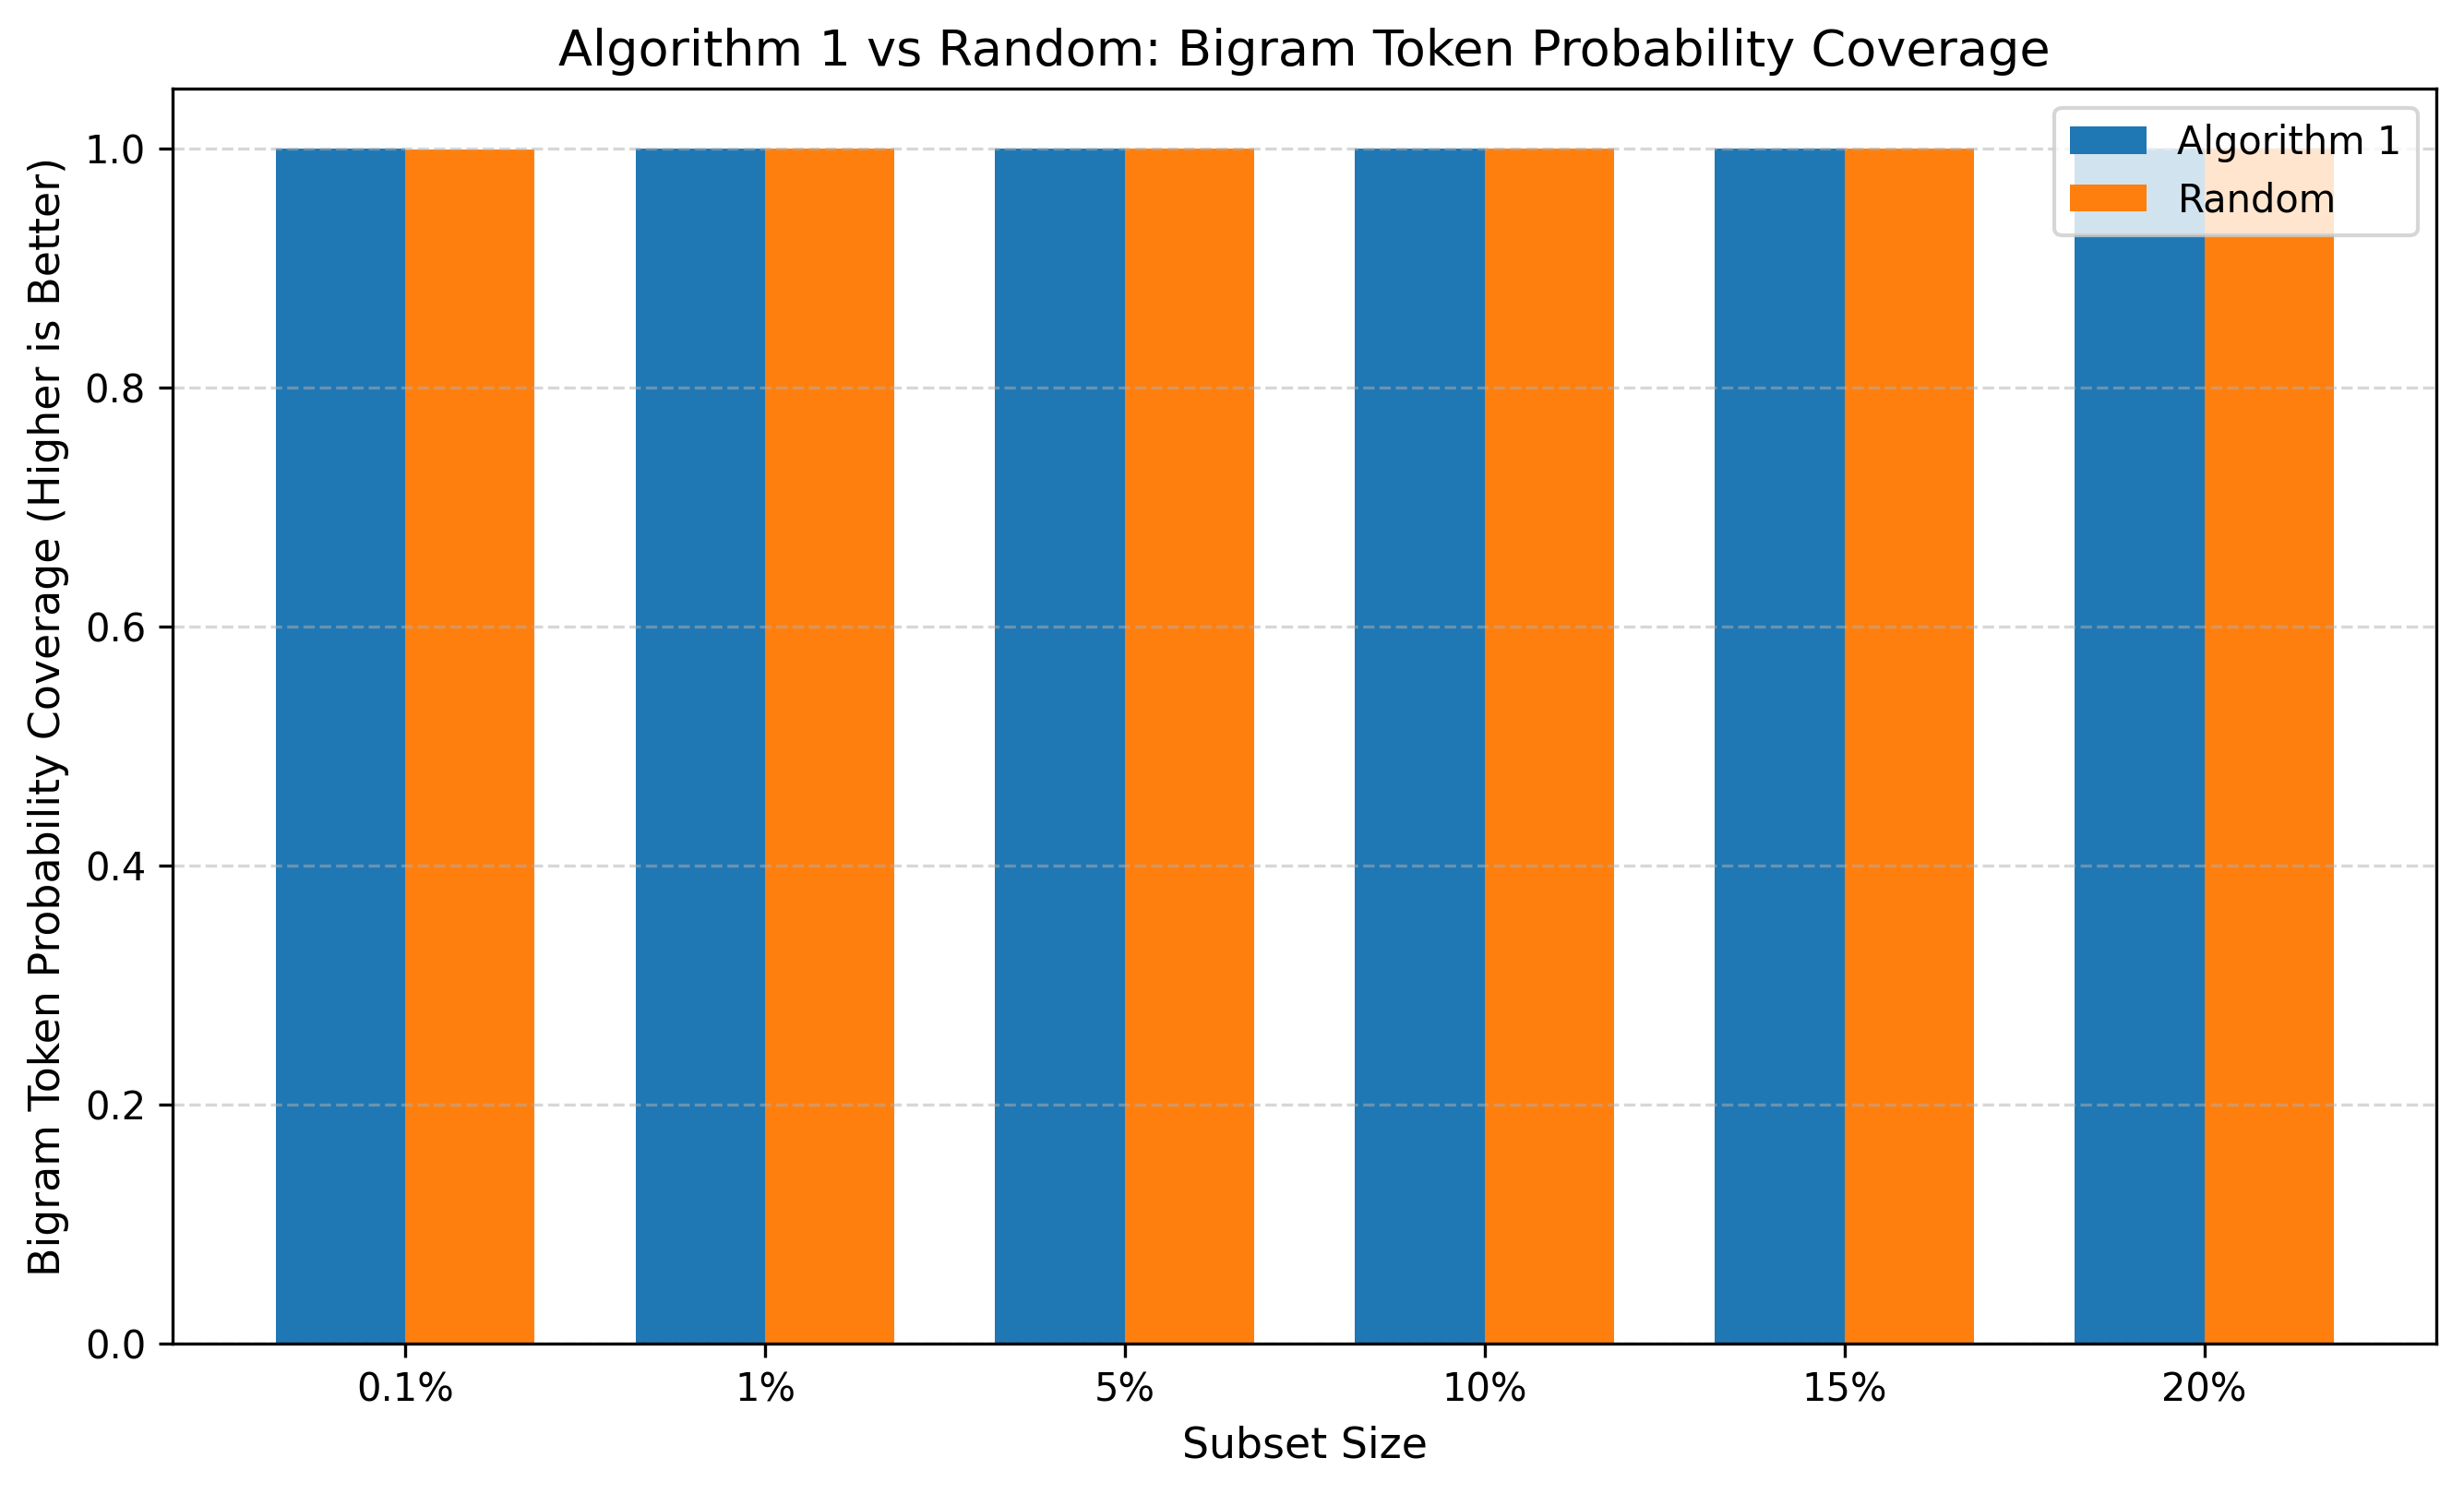 Algorithm 1 vs Random: Bigram Token Probability Coverage
Bigram Token Probability Coverage (Higher is Better)
1.0
0.8
0.6
0.4
0.2
0.0
Algorithm 1
Random
0.1%
1%
5%
10%
15%
20%
Subset Size